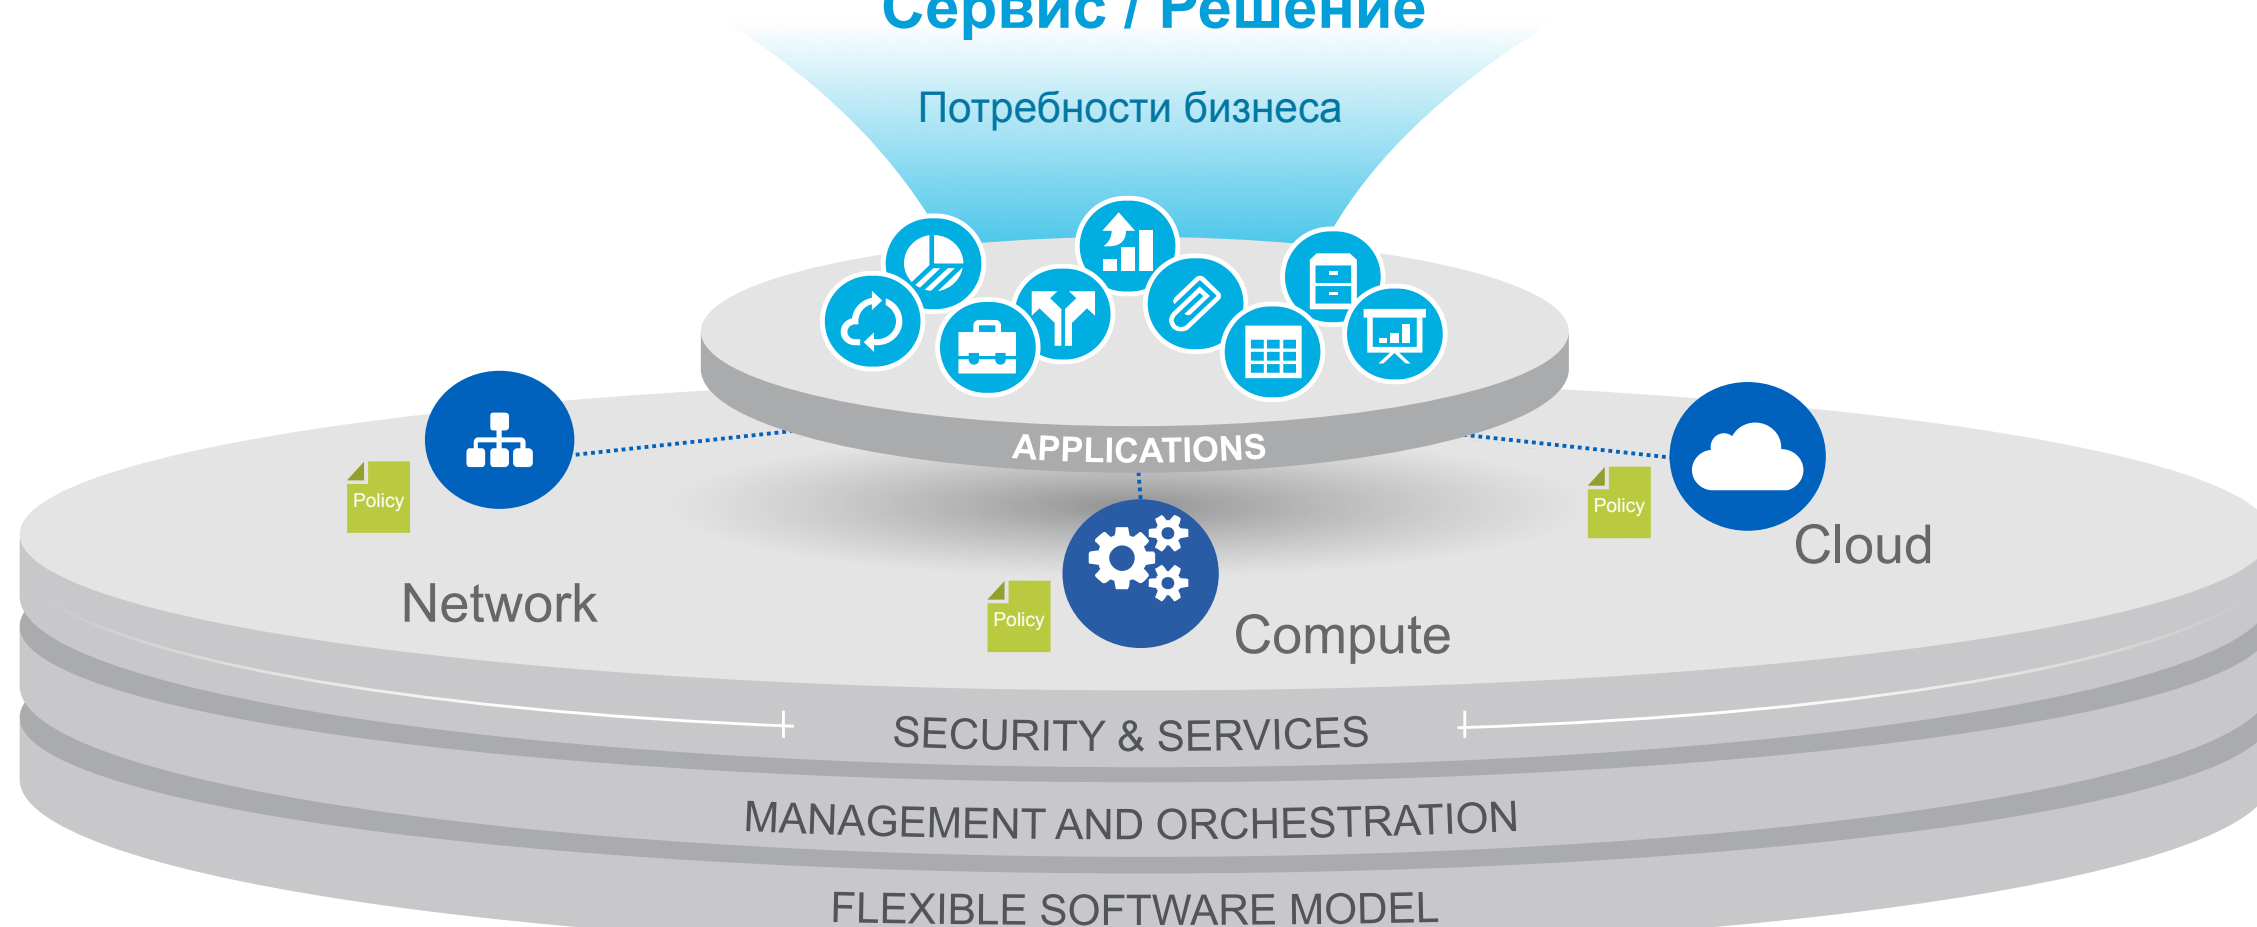 Сервис / Решение
Потребности бизнеса
APPLICATIONS
Policy
Network
Policy
Compute
Policy
Cloud
SECURITY & SERVICES
MANAGEMENT AND ORCHESTRATION
FLEXIBLE SOFTWARE MODEL